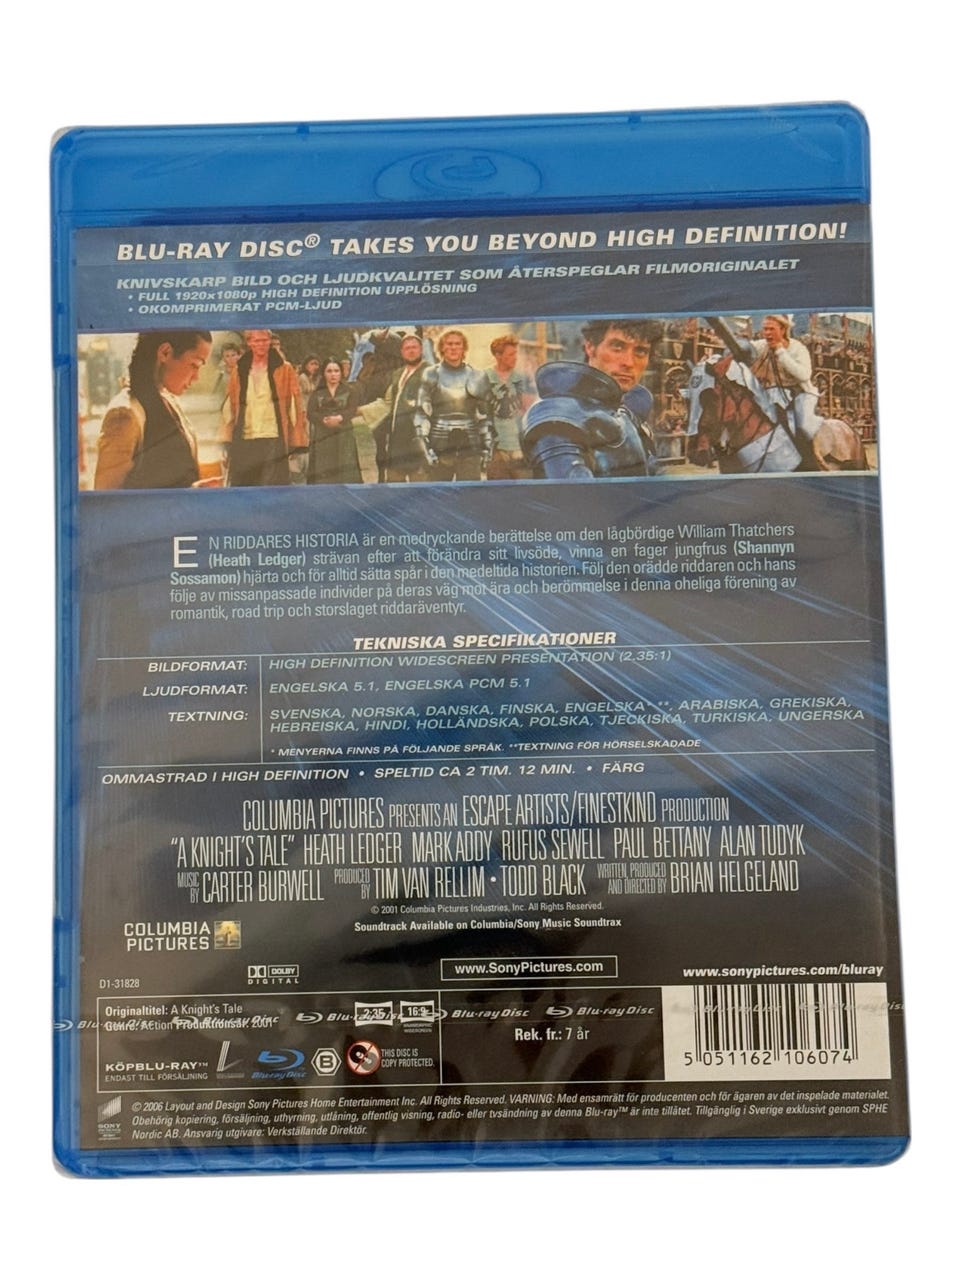 BLU-RAY DISC® TAKES YOU BEYOND HIGH DEFINITION!
KNIVSKARP BILD OCH LJUDKVALITET SOM ÅTERSPEGLAR FILMORIGINALET
• FULL 1920x1080p HIGH DEFINITION UPPLÖSNING
• OKOMPRIMERAT PCM-LJUD
EN RIDDARES HISTORIA är en medryckande berättelse om den lågbördige William Thatchers
(Heath Ledger) strävan efter att förändra sitt livsöde, vinna en fager jungfrus (Shannyn
Sossamon) hjärta och för alltid sätta spår i den medeltida historien. Följ den orädde riddaren och hans
följe av missanpassade individer på deras väg mot ära och berömmelse i denna oheliga förening av
romantik, road trip och storslaget riddaräventyr.
TEKNISKA SPECIFIKATIONER
BILDFORMAT: HIGH DEFINITION WIDESCREEN PRESENTATION (2.35:1)
LJUDFORMAT: ENGELSKA 5.1, ENGELSKA PCM 5.1
TEXTNING: SVENSKA, NORSKA, DANSKA, FINSKA, ENGELSKA* **, ARABISKA, GREKISKA,
HEBREISKA, HINDI, HOLLÄNDSKA, POLSKA, TJECKISKA, TURKISKA, UNGERSKA
* MENYERNA FINNS PÅ FÖLJANDE SPRÅK. **TEXTNING FÖR HÖRSELSKADADE
OMMASTRAD I HIGH DEFINITION • SPELTID CA 2 TIM. 12 MIN. • FÄRG
COLUMBIA PICTURES PRESENTS AN ESCAPE ARTISTS/FINESTKIND PRODUCTION
"A KNIGHT'S TALE" HEATH LEDGER MARK ADDY RUFUS SEWELL PAUL BETTANY ALAN TUDYK
MUSIC BY CARTER BURWELL PRODUCED BY TIM VAN RELLIM • TODD BLACK WRITTEN, PRODUCED AND DIRECTED BY BRIAN HELGELAND
© 2001 Columbia Pictures Industries, Inc. All Rights Reserved.
Soundtrack Available on Columbia/Sony Music Soundtrax
COLUMBIA
PICTURES
DOLBY
DIGITAL
www.SonyPictures.com
www.sonypictures.com/bluray
D1-31828
Originaltitel: A Knight's Tale
Genre: Action Produktionsår: 2001
2.35
16:9
ANAMORPHIC
WIDESCREEN
Blu-ray Disc Blu-ray Disc Blu-ray Disc Blu-ray Disc Blu-ray Disc
Rek. fr.: 7 år
KÖPBLU-RAY™
ENDAST TILL FÖRSÄLJNING
Blu-ray Disc
B
THIS DISC IS
COPY PROTECTED.
5 051162 106074
SONY
© 2006 Layout and Design Sony Pictures Home Entertainment Inc. All Rights Reserved. VARNING: Med ensamrätt för producenten och för ägaren av det inspelade materialet.
Obehörig kopiering, försäljning, uthyrning, utlåning, offentlig visning, radio- eller tvsändning av denna Blu-ray™ är inte tillåtet. Tillgänglig i Sverige exklusivt genom SPHE
Nordic AB. Ansvarig utgivare: Verkställande Direktör.